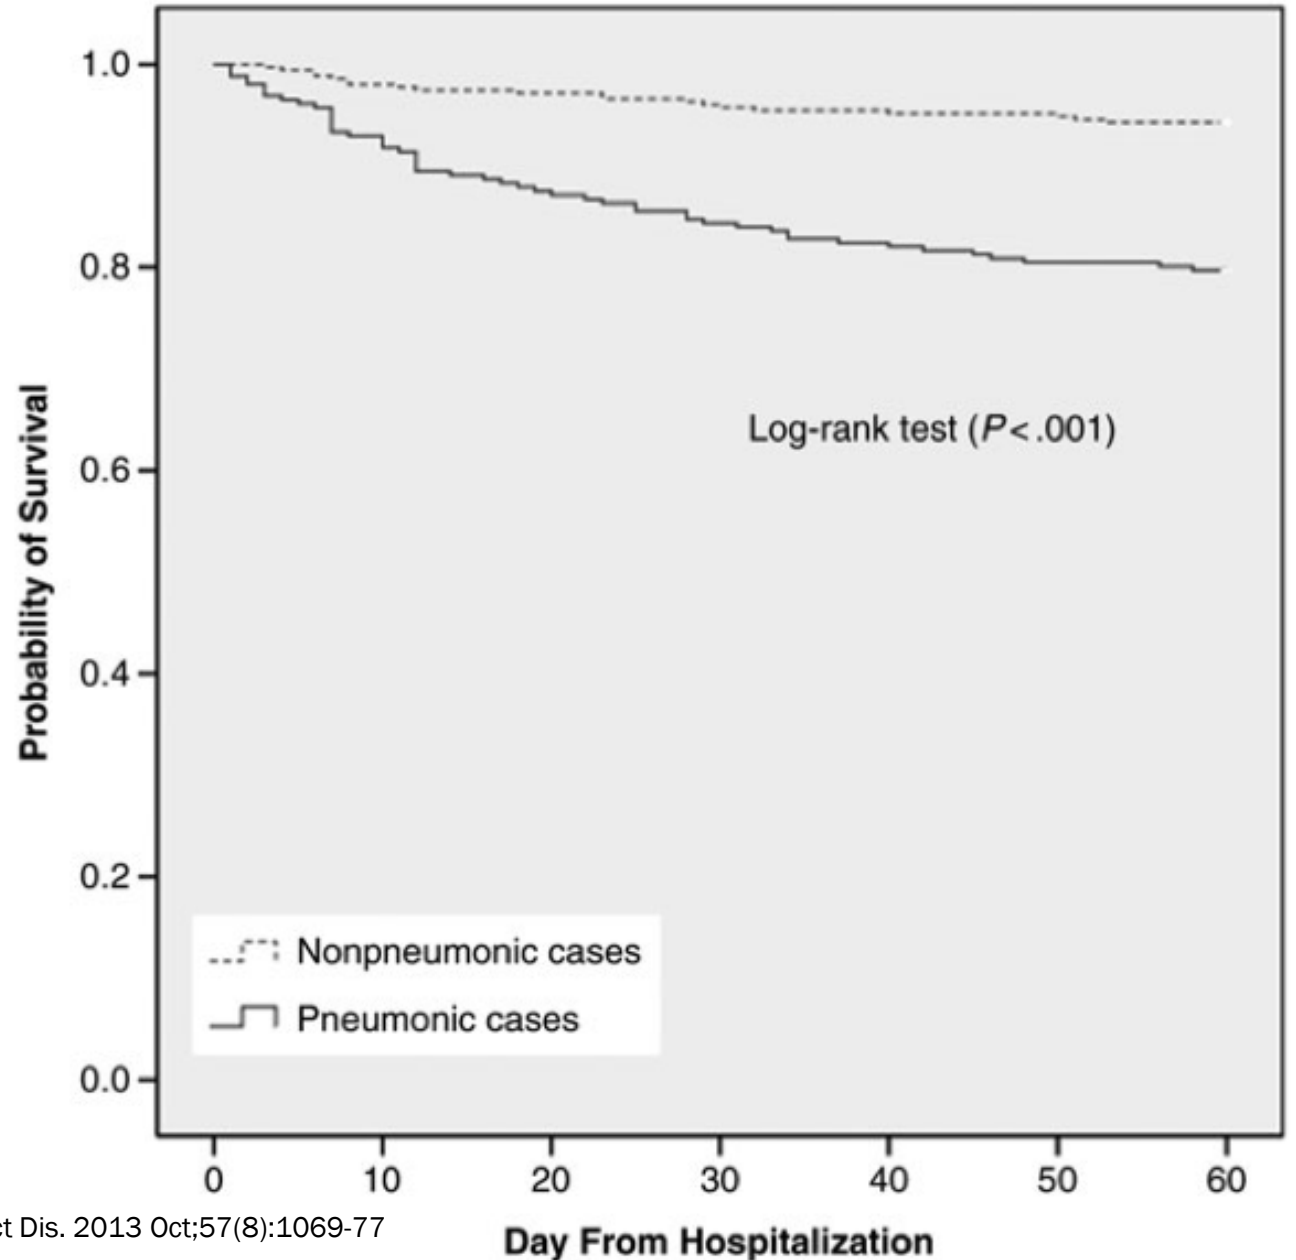 1.0
0.8
0.6
0.4
0.2
0.0
Probability of Survival
Log-rank test (P< .001)
Nonpneumonic cases
Pneumonic cases
0 10 20 30 40 50 60
Day From Hospitalization
ct Dis. 2013 Oct;57(8):1069-77